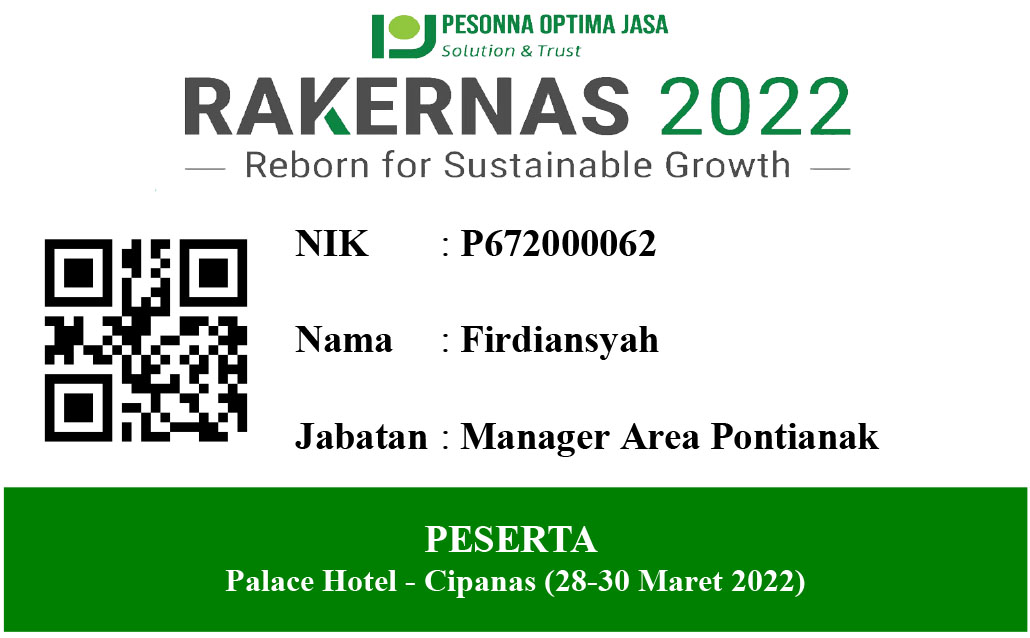 PESONNA OPTIMA JASA
Solution & Trust
RAKERNAS 2022
Reborn for Sustainable Growth
NIK : P672000062
Nama : Firdiansyah
Jabatan : Manager Area Pontianak
PESERTA
Palace Hotel - Cipanas (28-30 Maret 2022)